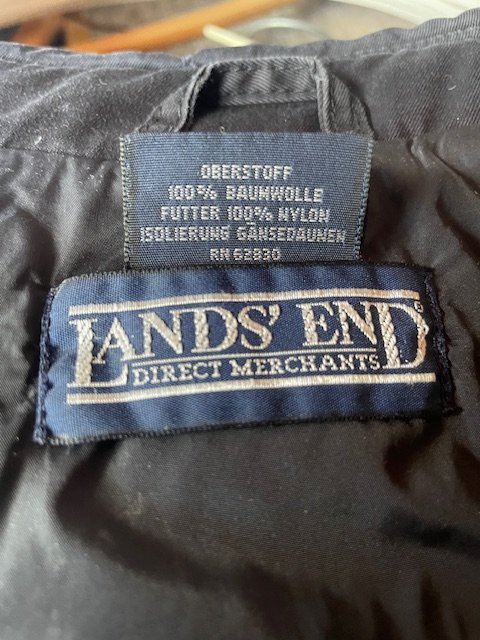 OBERSTOFF
100% BAUMWOLLE
FUTTER 100% NYLON
ISOLIERUNG GÄNSEDAUNEN
RN 62830
LANDS' END
DIRECT MERCHANTS